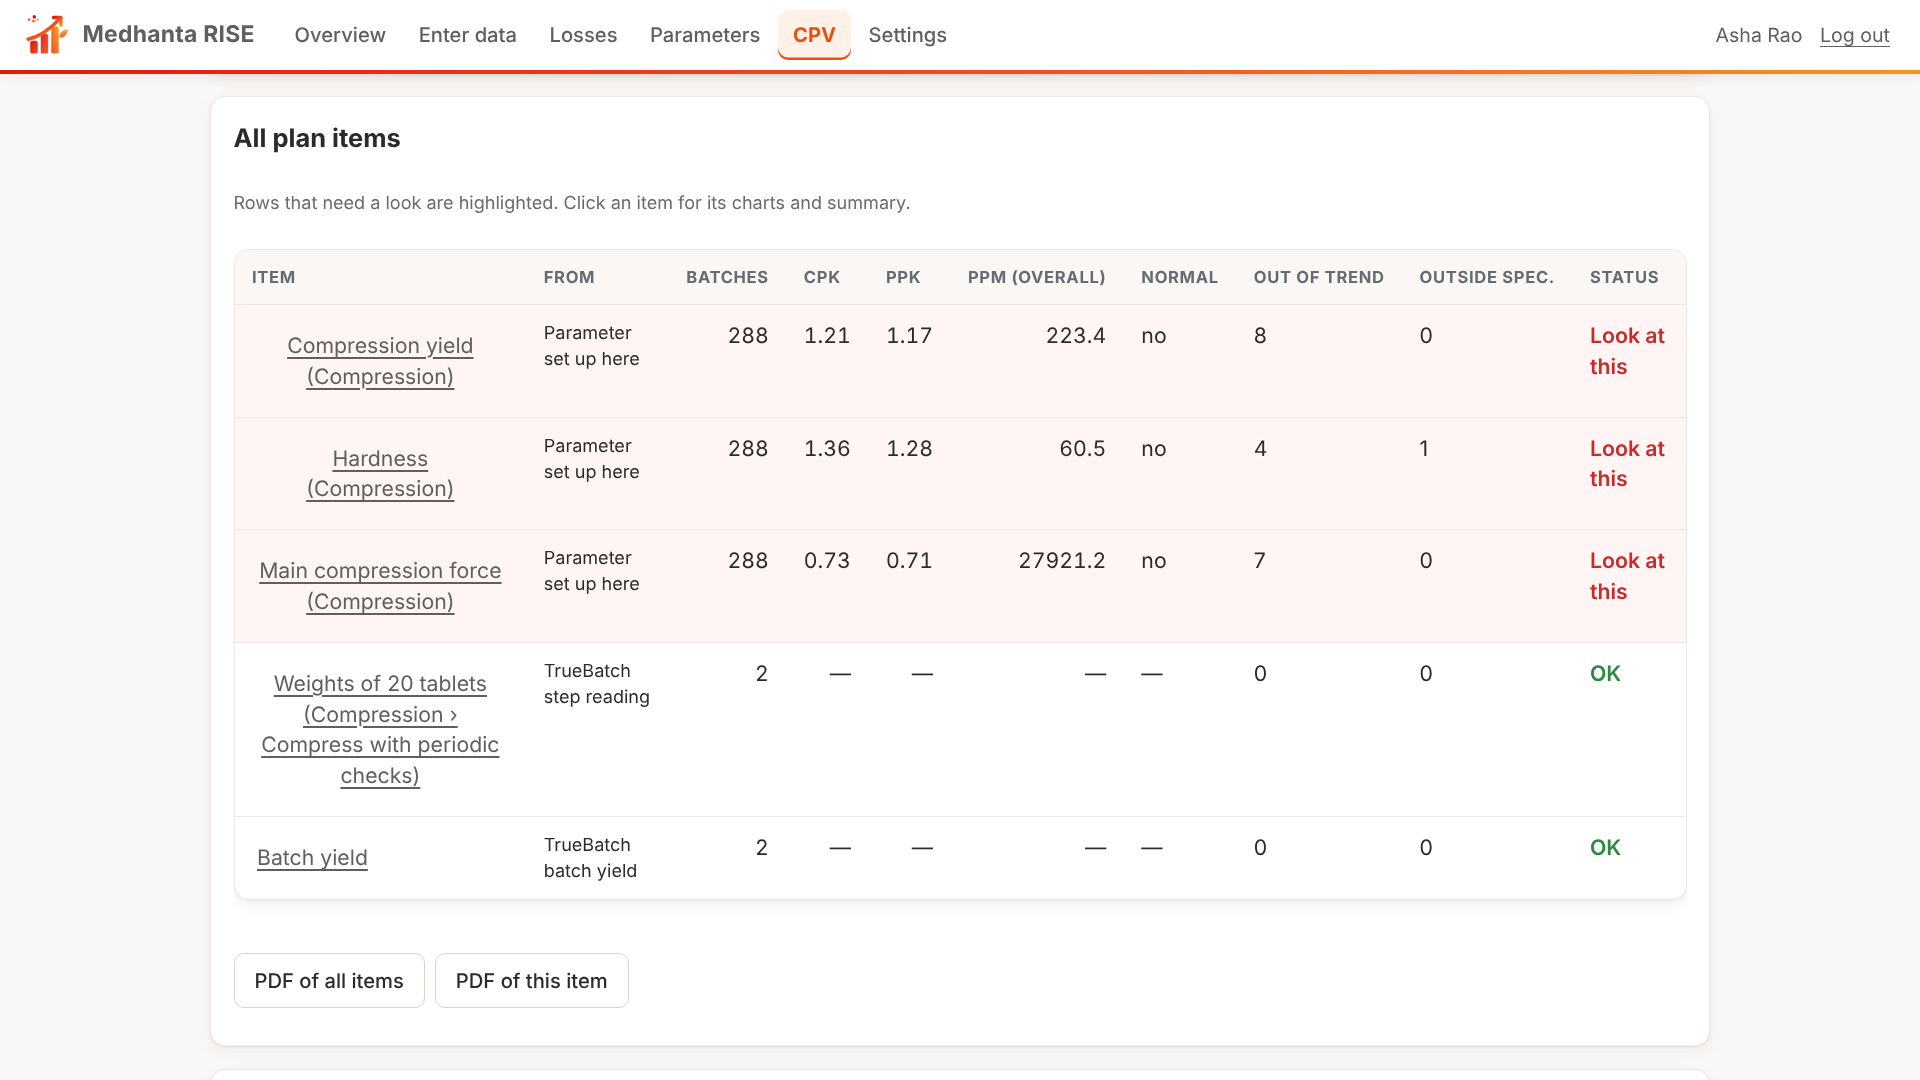 Medhanta RISE Overview Enter data Losses Parameters CPV Settings Asha Rao Log out
All plan items
Rows that need a look are highlighted. Click an item for its charts and summary.
ITEM FROM BATCHES CPK PPK PPM (OVERALL) NORMAL OUT OF TREND OUTSIDE SPEC. STATUS
Compression yield (Compression) Parameter set up here 288 1.21 1.17 223.4 no 8 0 Look at this
Hardness (Compression) Parameter set up here 288 1.36 1.28 60.5 no 4 1 Look at this
Main compression force (Compression) Parameter set up here 288 0.73 0.71 27921.2 no 7 0 Look at this
Weights of 20 tablets (Compression › Compress with periodic checks) TrueBatch step reading 2 — — — — 0 0 OK
Batch yield TrueBatch batch yield 2 — — — — 0 0 OK
PDF of all items PDF of this item